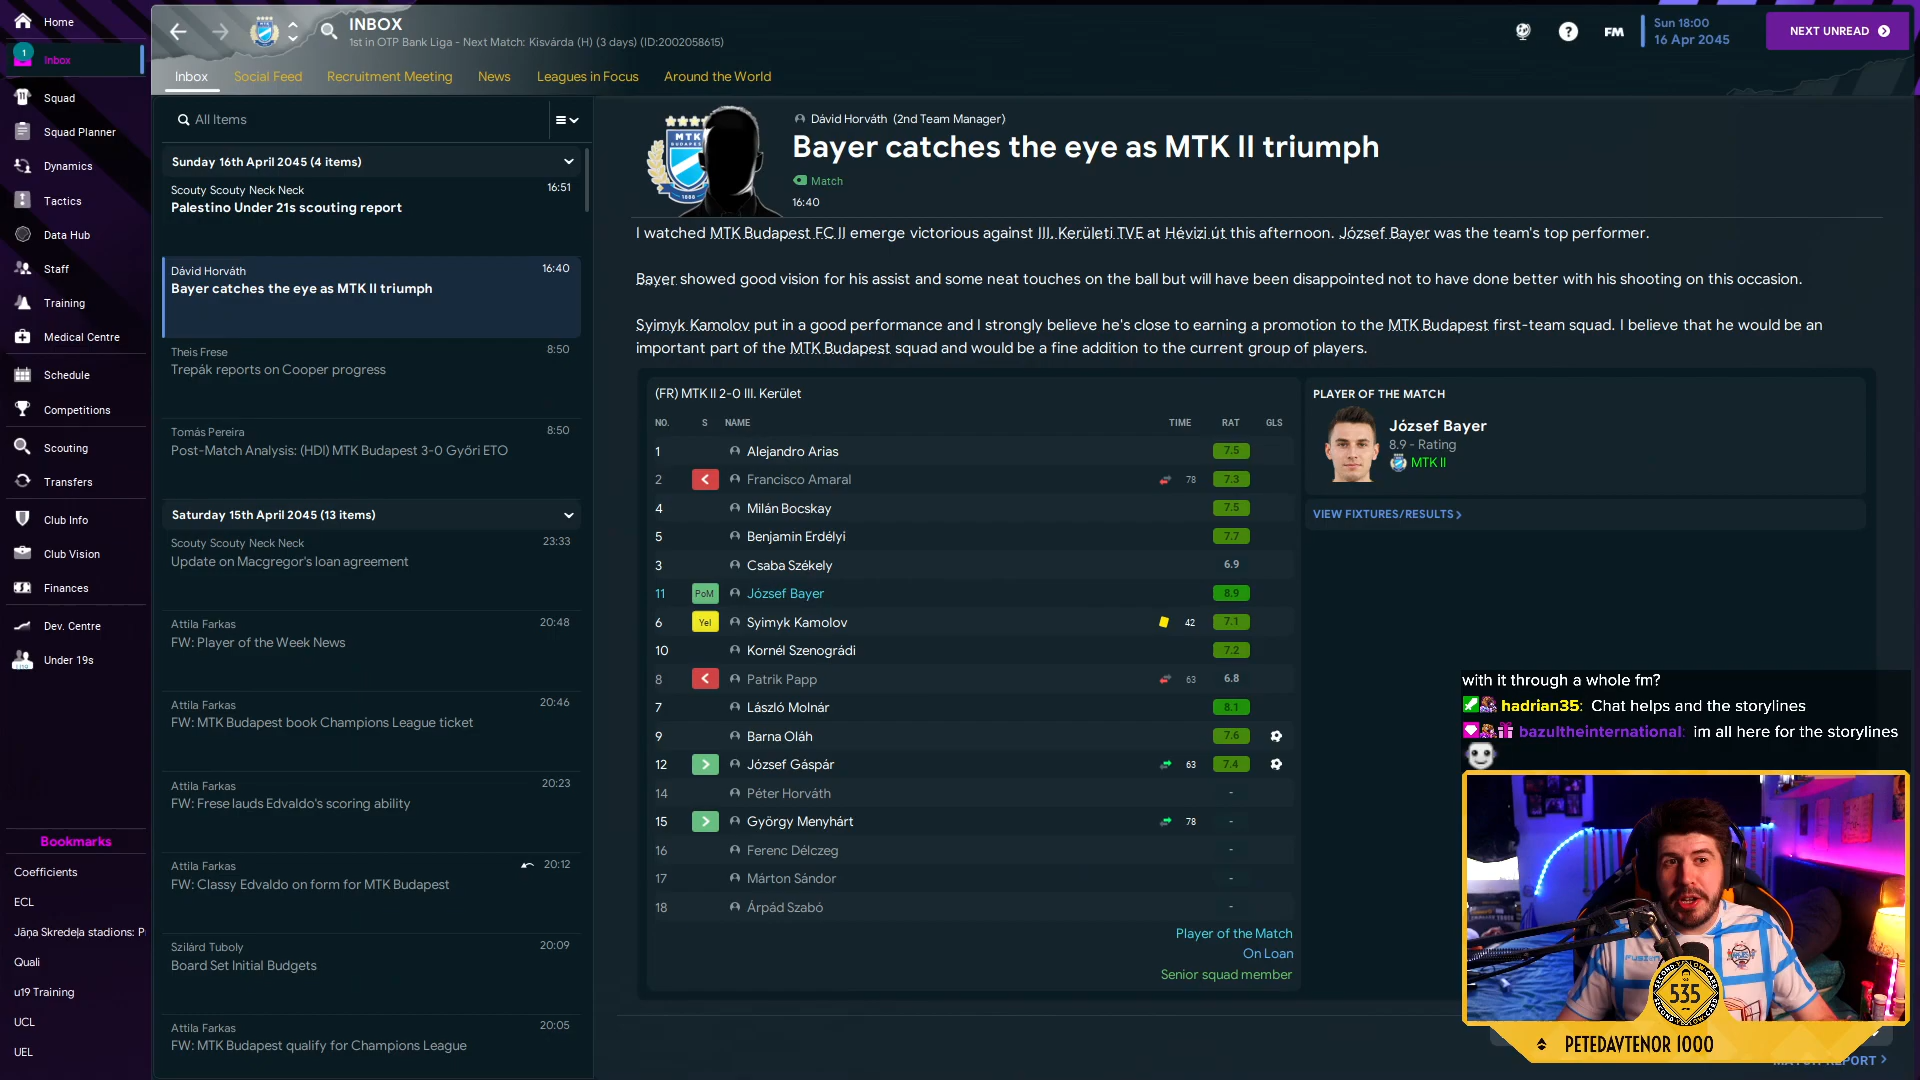 Home
1
Inbox
Squad
Squad Planner
Dynamics
Tactics
Data Hub
Staff
Training
Medical Centre
Schedule
Competitions
Scouting
Transfers
Club Info
Club Vision
Finances
Dev. Centre
Under 19s
Bookmarks
Coefficients
ECL
Jāņa Skredeļa stadions: P
Quali
u19 Training
UCL
UEL
INBOX
1st in OTP Bank Liga - Next Match: Kisvárda (H) (3 days) (ID:2002058615)
FM
Sun 18:00
16 Apr 2045
NEXT UNREAD
Inbox
Social Feed
Recruitment Meeting
News
Leagues in Focus
Around the World
All Items
Sunday 16th April 2045 (4 items)
Scouty Scouty Neck Neck 16:51
Palestino Under 21s scouting report
Dávid Horváth 16:40
Bayer catches the eye as MTK II triumph
Theis Frese 8:50
Trepák reports on Cooper progress
Tomás Pereira 8:50
Post-Match Analysis: (HDI) MTK Budapest 3-0 Győri ETO
Saturday 15th April 2045 (13 items)
Scouty Scouty Neck Neck 23:33
Update on Macgregor's loan agreement
Attila Farkas 20:48
FW: Player of the Week News
Attila Farkas 20:46
FW: MTK Budapest book Champions League ticket
Attila Farkas 20:23
FW: Frese lauds Edvaldo's scoring ability
Attila Farkas 20:12
FW: Classy Edvaldo on form for MTK Budapest
Szilárd Tuboly 20:09
Board Set Initial Budgets
Attila Farkas 20:05
FW: MTK Budapest qualify for Champions League
MTK
BUDAPEST
1888
Dávid Horváth (2nd Team Manager)
Bayer catches the eye as MTK II triumph
Match
16:40
I watched MTK Budapest FC II emerge victorious against III. Kerületi TVE at Hévizi út this afternoon. József Bayer was the team's top performer.
Bayer showed good vision for his assist and some neat touches on the ball but will have been disappointed not to have done better with his shooting on this occasion.
Syimyk Kamolov put in a good performance and I strongly believe he's close to earning a promotion to the MTK Budapest first-team squad. I believe that he would be an
important part of the MTK Budapest squad and would be a fine addition to the current group of players.
(FR) MTK II 2-0 III. Kerület
NO. S NAME TIME RAT GLS
1 Alejandro Arias 7.5
2 Francisco Amaral 78 7.3
4 Milán Bocskay 7.5
5 Benjamin Erdélyi 7.7
3 Csaba Székely 6.9
11 PoM József Bayer 8.9
6 Yel Syimyk Kamolov 42 7.1
10 Kornél Szenográdi 7.2
8 Patrik Papp 63 6.8
7 László Molnár 8.1
9 Barna Oláh 7.6
12 József Gáspár 63 7.4
14 Péter Horváth -
15 György Menyhárt 78 -
16 Ferenc Délczeg -
17 Márton Sándor -
18 Árpád Szabó -
Player of the Match
On Loan
Senior squad member
PLAYER OF THE MATCH
József Bayer
8.9 - Rating
MTK II
VIEW FIXTURES/RESULTS
with it through a whole fm?
hadrian35: Chat helps and the storylines
bazultheinternational: im all here for the storylines
SECOND YELLOW CARD
535
PETEDAVTENOR 1000
REPORT